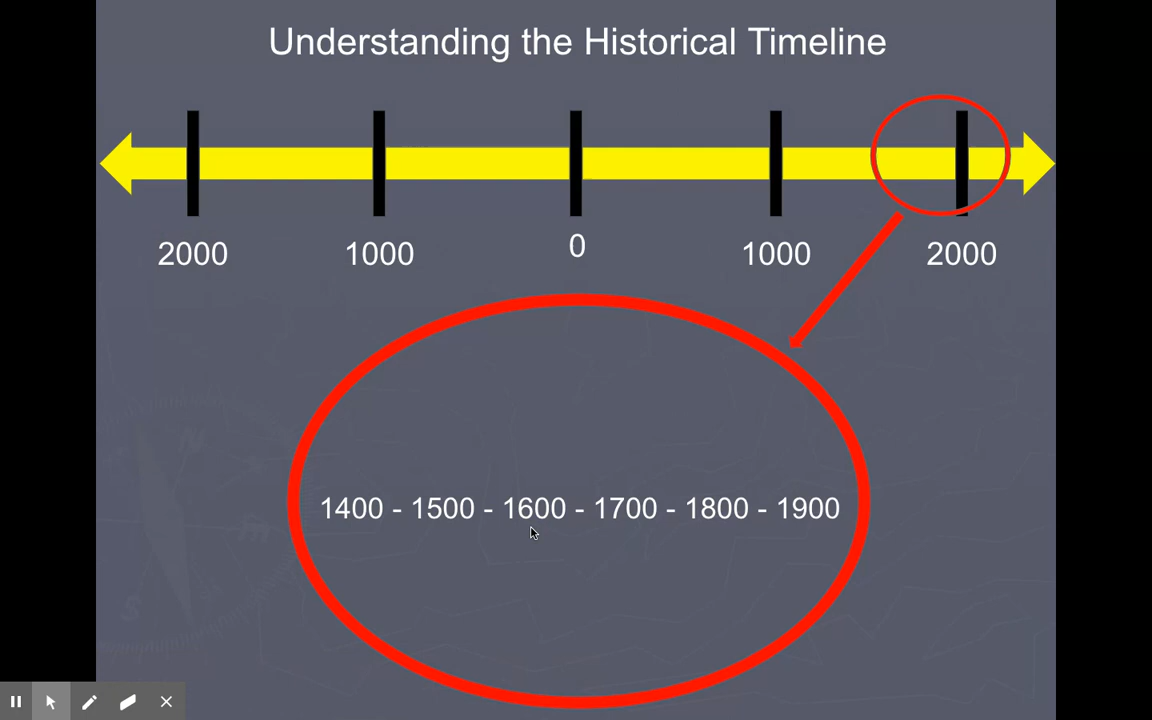 Understanding the Historical Timeline
2000 1000 0 1000 2000
1400 - 1500 - 1600 - 1700 - 1800 - 1900